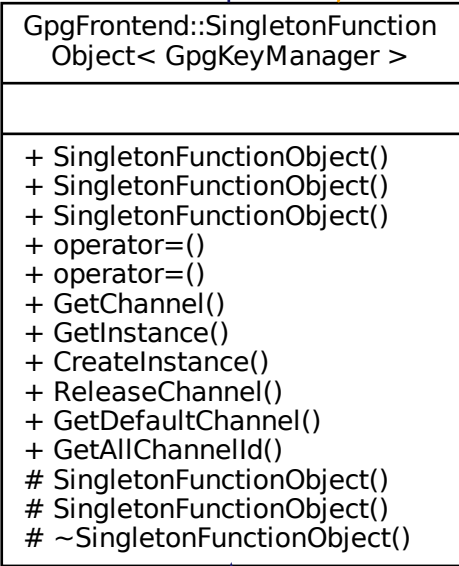 GpgFrontend::SingletonFunction
Object< GpgKeyManager >
+ SingletonFunctionObject()
+ SingletonFunctionObject()
+ SingletonFunctionObject()
+ operator=()
+ operator=()
+ GetChannel()
+ GetInstance()
+ CreateInstance()
+ ReleaseChannel()
+ GetDefaultChannel()
+ GetAllChannelId()
# SingletonFunctionObject()
# SingletonFunctionObject()
# ~SingletonFunctionObject()